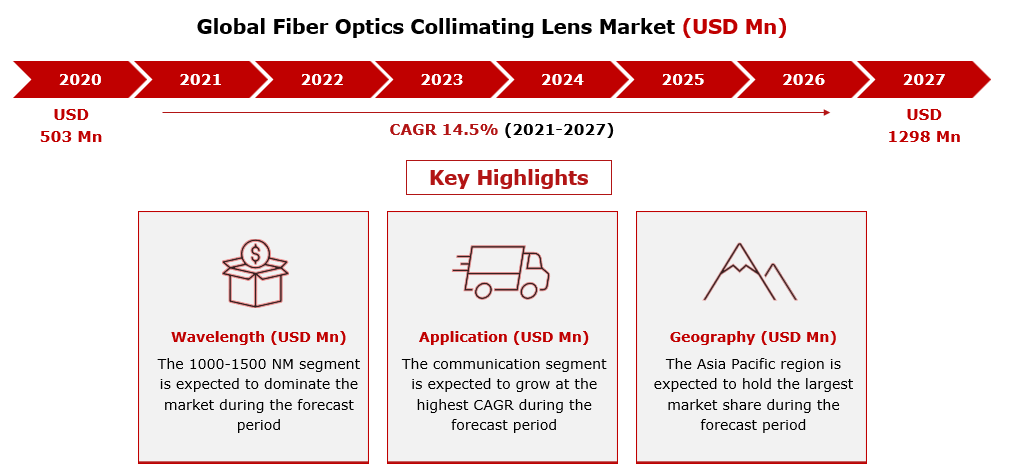 Global Fiber Optics Collimating Lens Market (USD Mn)
2020 2021 2022 2023 2024 2025 2026 2027
USD
503 Mn
CAGR 14.5% (2021-2027)
USD
1298 Mn
Key Highlights
$
Wavelength (USD Mn)
The 1000-1500 NM segment
is expected to dominate the
market during the forecast
period
Application (USD Mn)
The communication segment
is expected to grow at the
highest CAGR during the
forecast period
Geography (USD Mn)
The Asia Pacific region is
expected to hold the largest
market share during the
forecast period